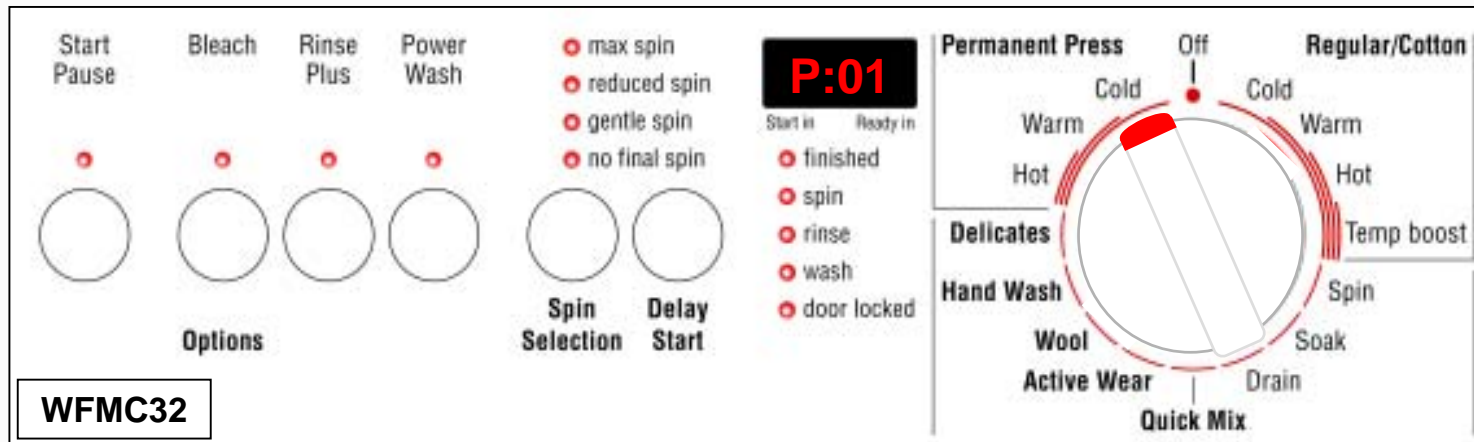 Start
Pause
Bleach
Rinse
Plus
Power
Wash
max spin
reduced spin
gentle spin
no final spin
Options
Spin
Selection
Delay
Start
P:01
Start in Ready in
finished
spin
rinse
wash
door locked
Permanent Press
Off
Regular/Cotton
Cold
Warm
Hot
Cold
Warm
Hot
Temp boost
Delicates
Hand Wash
Wool
Active Wear
Quick Mix
Spin
Soak
Drain
WFMC32